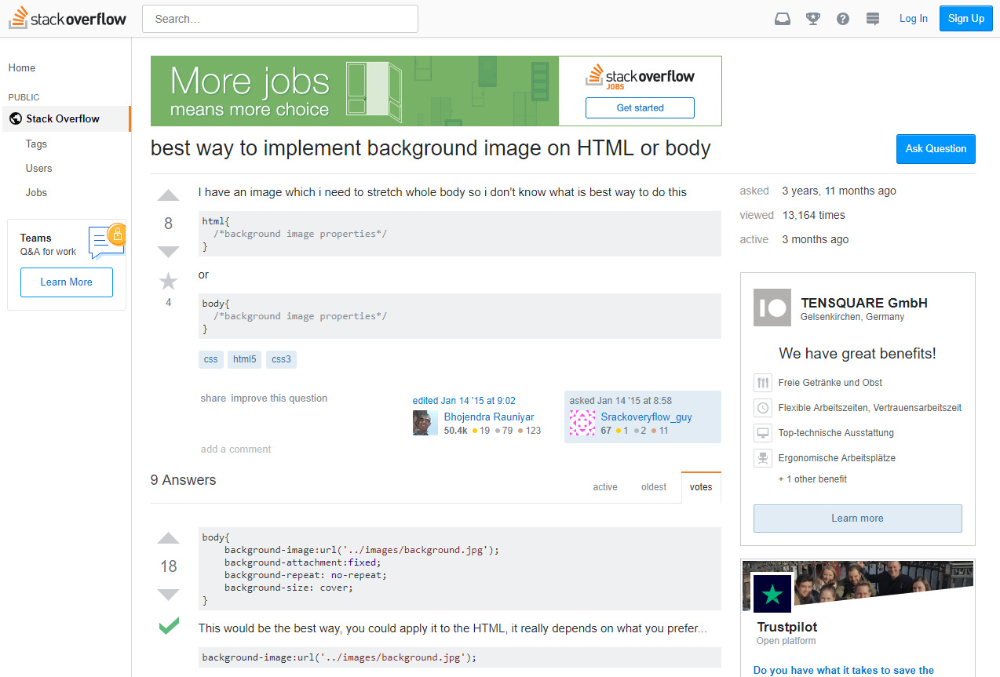 stackoverflow
Search…
Log In
Sign Up
Home
PUBLIC
Stack Overflow
Tags
Users
Jobs
Teams
Q&A for work
Learn More
More jobs
means more choice
stackoverflow
JOBS
Get started
best way to implement background image on HTML or body
Ask Question
8
4
I have an image which i need to stretch whole body so i don't know what is best way to do this
html{
  /*background image properties*/
}
or
body{
  /*background image properties*/
}
css html5 css3
share improve this question
edited Jan 14 '15 at 9:02
Bhojendra Rauniyar
50.4k 19 79 123
asked Jan 14 '15 at 8:58
Srackoveryflow_guy
67 1 2 11
add a comment
asked 3 years, 11 months ago
viewed 13,164 times
active 3 months ago
TENSQUARE GmbH
Gelsenkirchen, Germany
We have great benefits!
Freie Getränke und Obst
Flexible Arbeitszeiten, Vertrauensarbeitszeit
Top-technische Ausstattung
Ergonomische Arbeitsplätze
+ 1 other benefit
Learn more
9 Answers
active oldest votes
18
body{
    background-image:url('../images/background.jpg');
    background-attachment:fixed;
    background-repeat: no-repeat;
    background-size: cover;
}
This would be the best way, you could apply it to the HTML, it really depends on what you prefer...
background-image:url('../images/background.jpg');
Trustpilot
Open platform
Do you have what it takes to save the